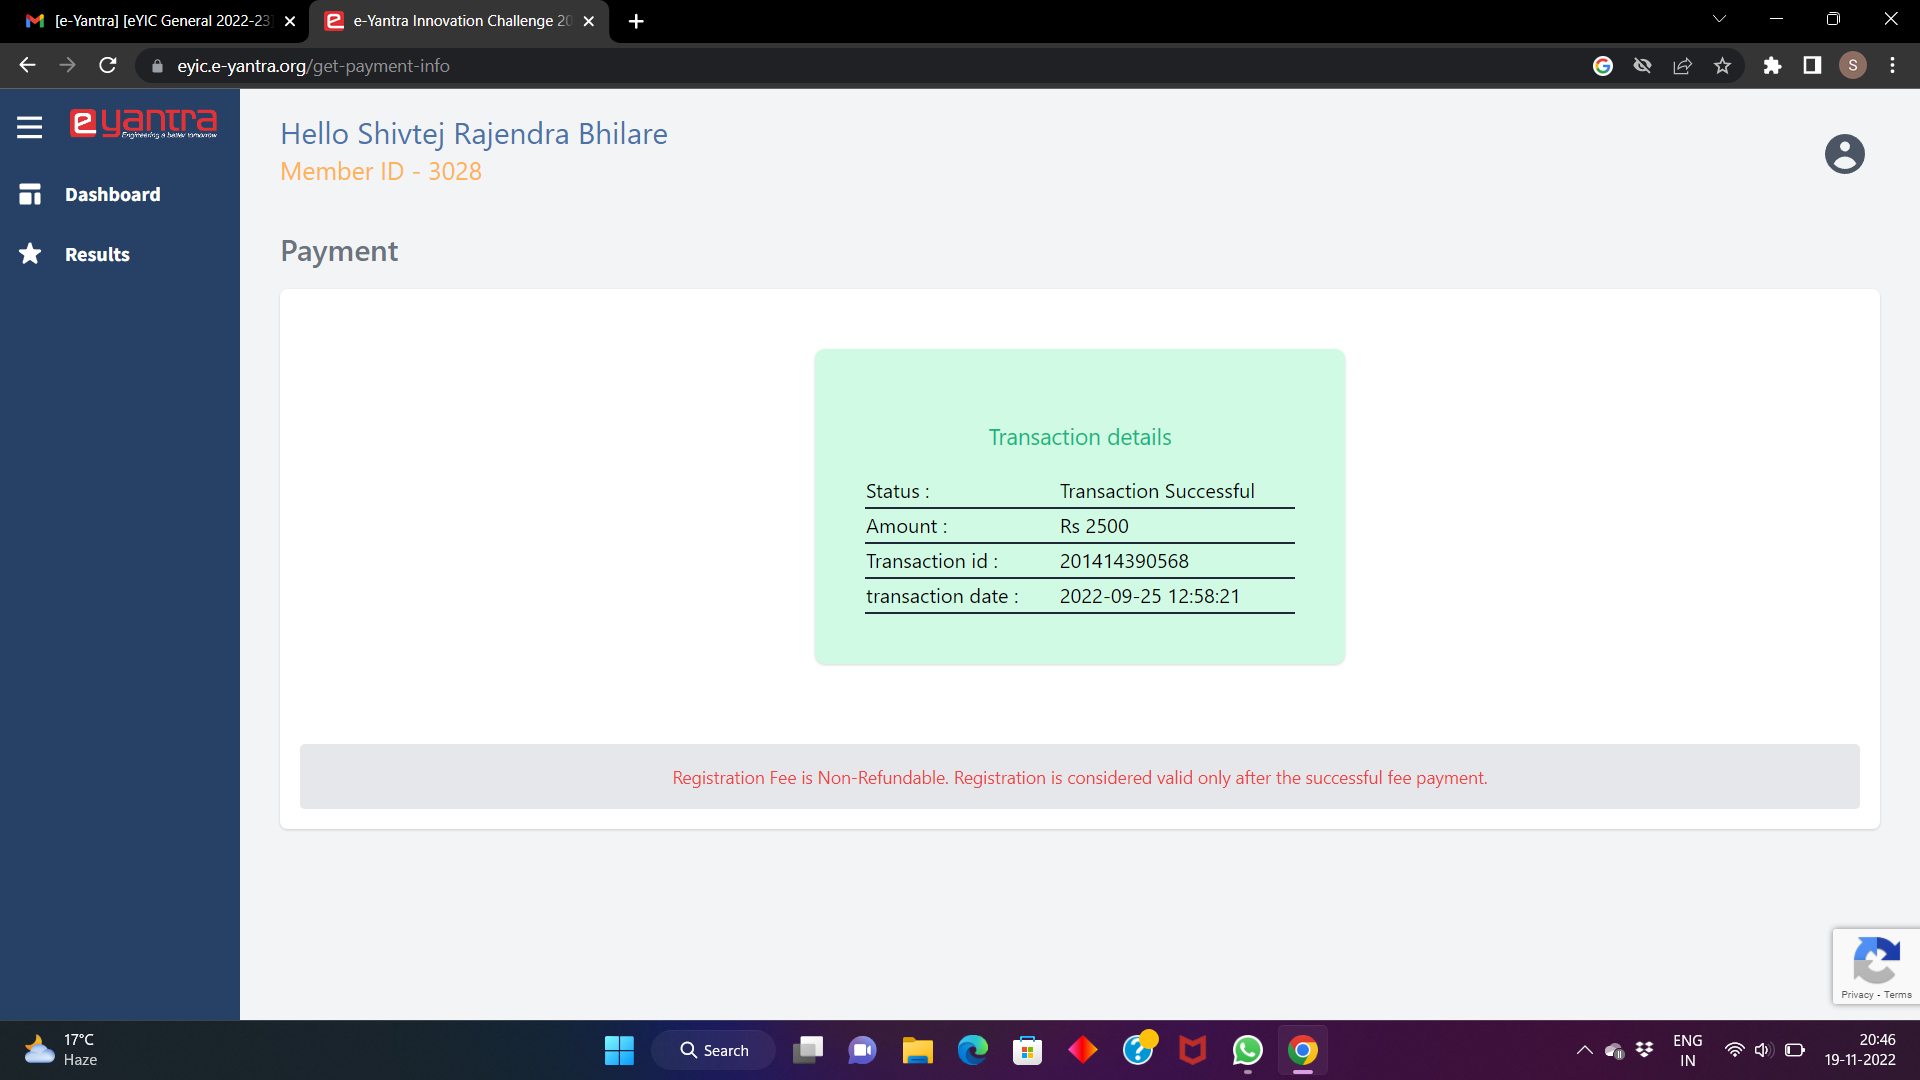 [e-Yantra] [eYIC General 2022-23]
e-Yantra Innovation Challenge 20
eyic.e-yantra.org/get-payment-info
S
e yantra
Engineering a better tomorrow
Hello Shivtej Rajendra Bhilare
Member ID - 3028
Dashboard
Results
Payment
Transaction details
Status : Transaction Successful
Amount : Rs 2500
Transaction id : 201414390568
transaction date : 2022-09-25 12:58:21
Registration Fee is Non-Refundable. Registration is considered valid only after the successful fee payment.
Privacy - Terms
17°C
Haze
Search
ENG
IN
20:46
19-11-2022